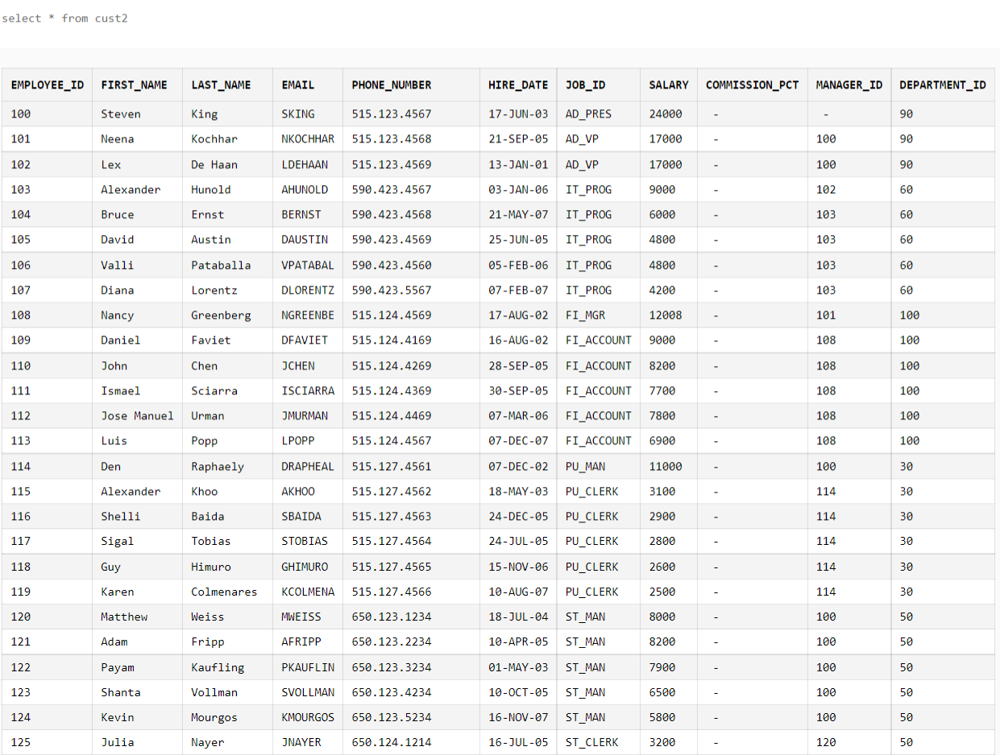 select * from cust2
EMPLOYEE_ID FIRST_NAME LAST_NAME EMAIL PHONE_NUMBER HIRE_DATE JOB_ID SALARY COMMISSION_PCT MANAGER_ID DEPARTMENT_ID
100 Steven King SKING 515.123.4567 17-JUN-03 AD_PRES 24000 - - 90
101 Neena Kochhar NKOCHHAR 515.123.4568 21-SEP-05 AD_VP 17000 - 100 90
102 Lex De Haan LDEHAAN 515.123.4569 13-JAN-01 AD_VP 17000 - 100 90
103 Alexander Hunold AHUNOLD 590.423.4567 03-JAN-06 IT_PROG 9000 - 102 60
104 Bruce Ernst BERNST 590.423.4568 21-MAY-07 IT_PROG 6000 - 103 60
105 David Austin DAUSTIN 590.423.4569 25-JUN-05 IT_PROG 4800 - 103 60
106 Valli Pataballa VPATABAL 590.423.4560 05-FEB-06 IT_PROG 4800 - 103 60
107 Diana Lorentz DLORENTZ 590.423.5567 07-FEB-07 IT_PROG 4200 - 103 60
108 Nancy Greenberg NGREENBE 515.124.4569 17-AUG-02 FI_MGR 12008 - 101 100
109 Daniel Faviet DFAVIET 515.124.4169 16-AUG-02 FI_ACCOUNT 9000 - 108 100
110 John Chen JCHEN 515.124.4269 28-SEP-05 FI_ACCOUNT 8200 - 108 100
111 Ismael Sciarra ISCIARRA 515.124.4369 30-SEP-05 FI_ACCOUNT 7700 - 108 100
112 Jose Manuel Urman JMURMAN 515.124.4469 07-MAR-06 FI_ACCOUNT 7800 - 108 100
113 Luis Popp LPOPP 515.124.4567 07-DEC-07 FI_ACCOUNT 6900 - 108 100
114 Den Raphaely DRAPHEAL 515.127.4561 07-DEC-02 PU_MAN 11000 - 100 30
115 Alexander Khoo AKHOO 515.127.4562 18-MAY-03 PU_CLERK 3100 - 114 30
116 Shelli Baida SBAIDA 515.127.4563 24-DEC-05 PU_CLERK 2900 - 114 30
117 Sigal Tobias STOBIAS 515.127.4564 24-JUL-05 PU_CLERK 2800 - 114 30
118 Guy Himuro GHIMURO 515.127.4565 15-NOV-06 PU_CLERK 2600 - 114 30
119 Karen Colmenares KCOLMENA 515.127.4566 10-AUG-07 PU_CLERK 2500 - 114 30
120 Matthew Weiss MWEISS 650.123.1234 18-JUL-04 ST_MAN 8000 - 100 50
121 Adam Fripp AFRIPP 650.123.2234 10-APR-05 ST_MAN 8200 - 100 50
122 Payam Kaufling PKAUFLIN 650.123.3234 01-MAY-03 ST_MAN 7900 - 100 50
123 Shanta Vollman SVOLLMAN 650.123.4234 10-OCT-05 ST_MAN 6500 - 100 50
124 Kevin Mourgos KMOURGOS 650.123.5234 16-NOV-07 ST_MAN 5800 - 100 50
125 Julia Nayer JNAYER 650.124.1214 16-JUL-05 ST_CLERK 3200 - 120 50